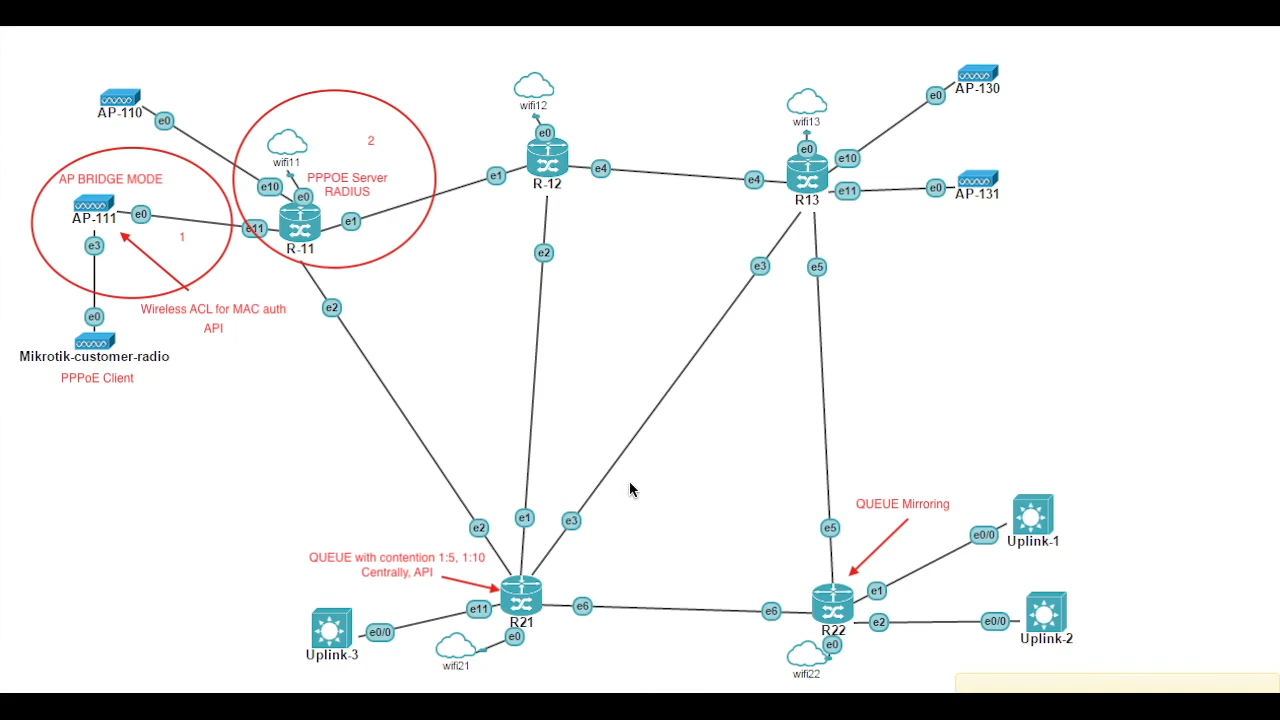 AP-110
e0
wifi11
e10
e0
2
AP BRIDGE MODE
PPPOE Server
RADIUS
AP-111
e0
e11
e1
R-11
1
e3
Wireless ACL for MAC auth
API
e0
Mikrotik-customer-radio
PPPoE Client
e2
wifi12
e0
e1
e4
R-12
e2
wifi13
e0
e4
e10
e11
R13
e0
AP-130
e0
AP-131
e3
e5
e2
e1
e3
e5
QUEUE Mirroring
QUEUE with contention 1:5, 1:10
Centrally, API
e11
e6
R21
e0
e0/0
Uplink-3
wifi21
e6
e1
R22
e2
e0
wifi22
e0/0
Uplink-1
e0/0
Uplink-2